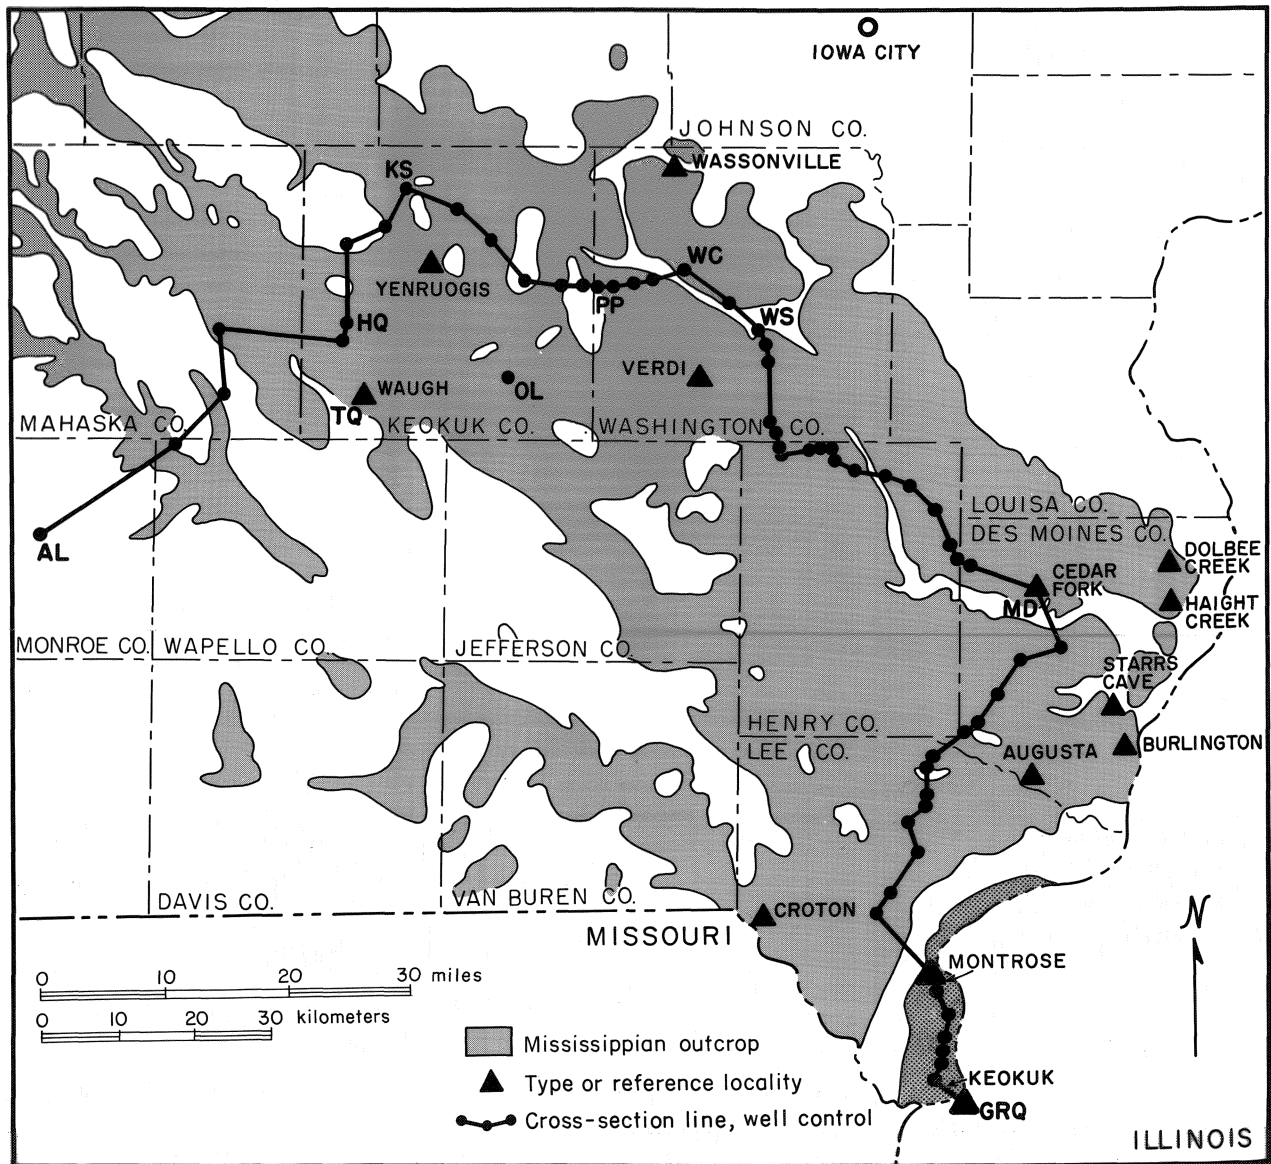 IOWA CITY
JOHNSON CO.
WASSONVILLE
KS
WC
YENRUOGIS
PP
HQ
WS
VERDI
WAUGH
OL
TQ
MAHASKA CO.
KEOKUK CO.
WASHINGTON CO.
LOUISA CO.
DES MOINES CO.
AL
DOLBEE
CREEK
CEDAR
FORK
HAIGHT
CREEK
MD
MONROE CO.
WAPELLO CO.
JEFFERSON CO.
STARRS
CAVE
HENRY CO.
LEE CO.
AUGUSTA
BURLINGTON
DAVIS CO.
VAN BUREN CO.
CROTON
MISSOURI
N
MONTROSE
0 10 20 30 miles
0 10 20 30 kilometers
Mississippian outcrop
Type or reference locality
Cross-section line, well control
KEOKUK
GRQ
ILLINOIS